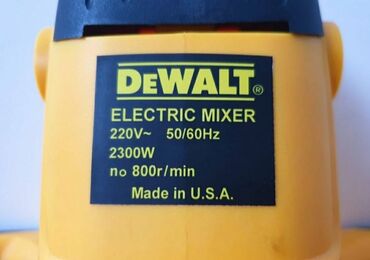 DEWALT®
ELECTRIC MIXER
220V~ 50/60Hz
2300W
no 800r/min
Made in U.S.A.